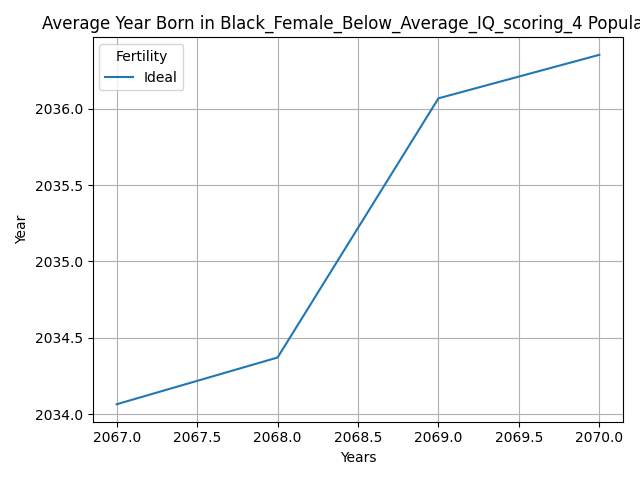 Average Year Born in Black_Female_Below_Average_IQ_scoring_4 Popula
Fertility
Ideal
Year
2036.0
2035.5
2035.0
2034.5
2034.0
2067.0 2067.5 2068.0 2068.5 2069.0 2069.5 2070.0
Years